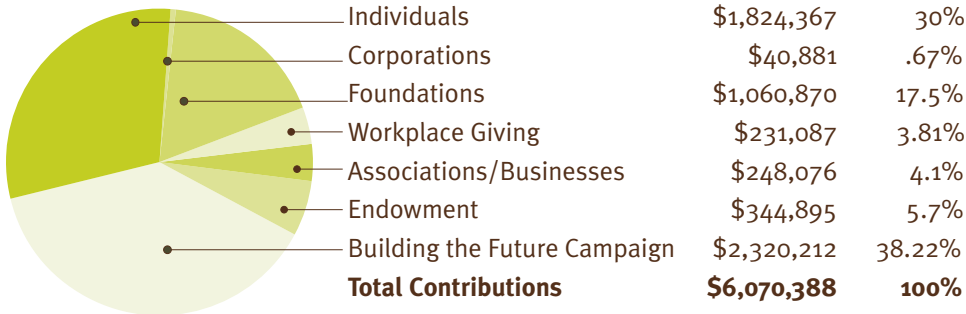 Individuals $1,824,367 30%
Corporations $40,881 .67%
Foundations $1,060,870 17.5%
Workplace Giving $231,087 3.81%
Associations/Businesses $248,076 4.1%
Endowment $344,895 5.7%
Building the Future Campaign $2,320,212 38.22%
Total Contributions $6,070,388 100%